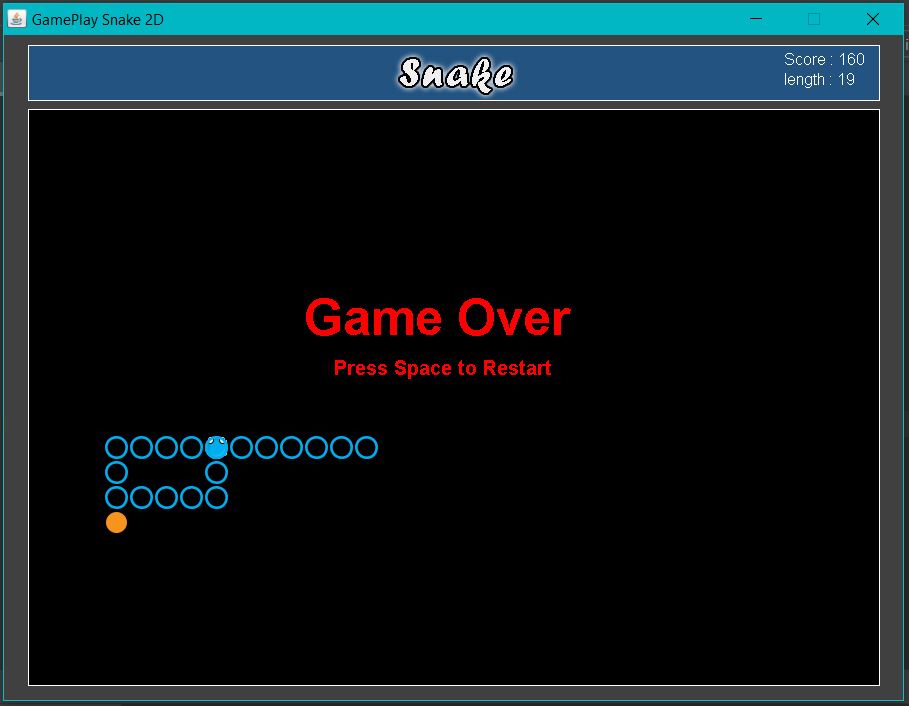 GamePlay Snake 2D
Snake
Score : 160
length : 19
Game Over
Press Space to Restart